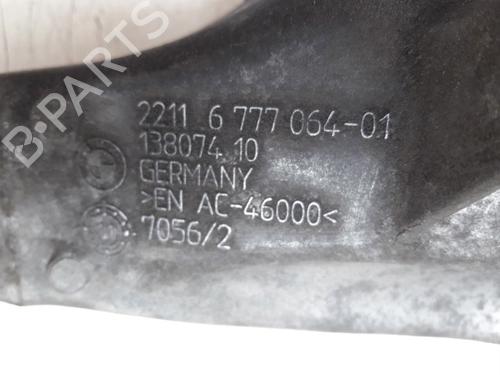 2211 6 777 064-01
138074 10
GERMANY
>EN AC-46000<
7056/2
B-PARTS